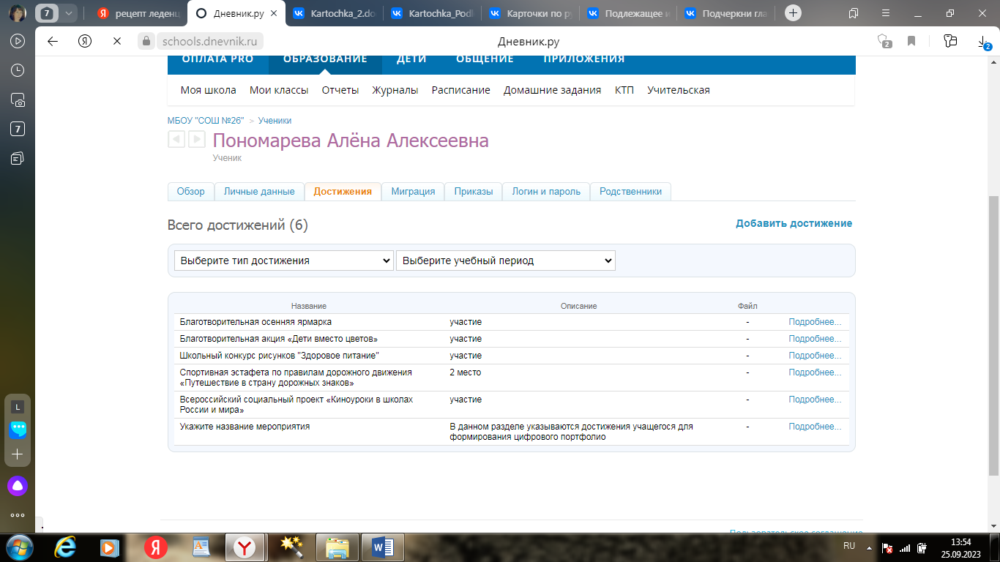 7
рецепт леденц
Дневник.ру
Kartochka_2.do
Kartochka_Podl
Карточки по ру
Подлежащее и
Подчеркни гла
schools.dnevnik.ru
Дневник.ру
2
2
ОПЛАТА PRO ОБРАЗОВАНИЕ ДЕТИ ОБЩЕНИЕ ПРИЛОЖЕНИЯ
Моя школа Мои классы Отчеты Журналы Расписание Домашние задания КТП Учительская
7
МБОУ "СОШ №26" > Ученики
Пономарева Алёна Алексеевна
Ученик
Обзор Личные данные Достижения Миграция Приказы Логин и пароль Родственники
Всего достижений (6)
Добавить достижение
Выберите тип достижения Выберите учебный период
Название Описание Файл
Благотворительная осенняя ярмарка участие - Подробнее...
Благотворительная акция «Дети вместо цветов» участие - Подробнее...
Школьный конкурс рисунков "Здоровое питание" участие - Подробнее...
Спортивная эстафета по правилам дорожного движения 2 место - Подробнее...
«Путешествие в страну дорожных знаков»
Всероссийский социальный проект «Киноуроки в школах участие - Подробнее...
России и мира»
Укажите название мероприятия В данном разделе указываются достижения учащегося для - Подробнее...
формирования цифрового портфолио
L
Пользовательское соглашение
RU
13:54
25.09.2023